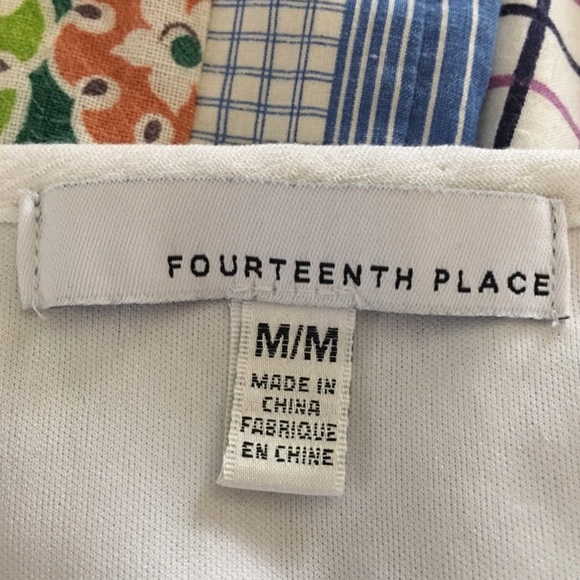 FOURTEENTH PLACE
M/M
MADE IN
CHINA
FABRIQUE
EN CHINE